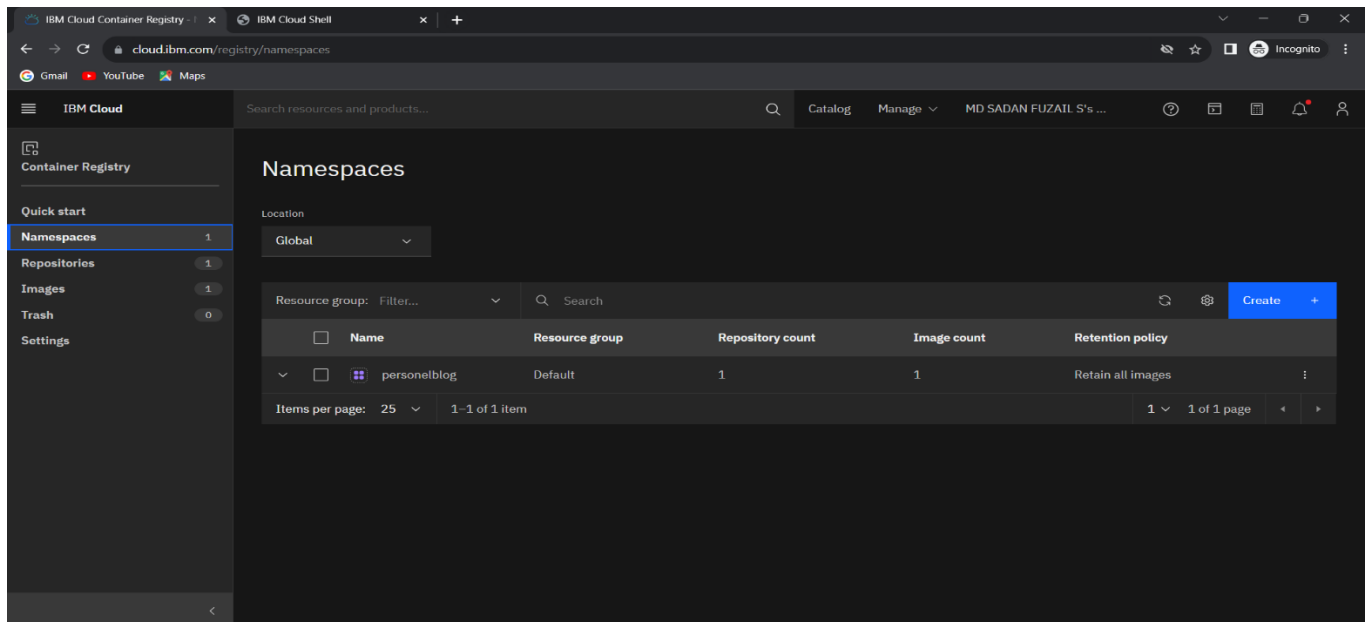 IBM Cloud Container Registry -
IBM Cloud Shell
cloud.ibm.com/registry/namespaces
Incognito
Gmail YouTube Maps
IBM Cloud
Search resources and products...
Catalog Manage MD SADAN FUZAIL S's ...
Container Registry
Quick start
Namespaces 1
Repositories 1
Images 1
Trash 0
Settings
Namespaces
Location
Global
Resource group: Filter... Search Create +
Name Resource group Repository count Image count Retention policy
personelblog Default 1 1 Retain all images
Items per page: 25 1–1 of 1 item 1 1 of 1 page